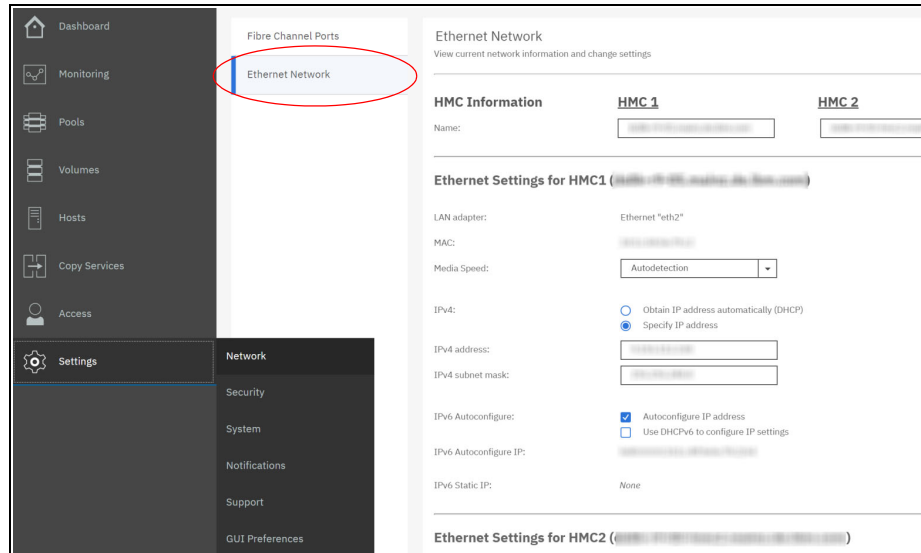 Dashboard
Monitoring
Pools
Volumes
Hosts
Copy Services
Access
Settings
Network
Security
System
Notifications
Support
GUI Preferences
Fibre Channel Ports
Ethernet Network
Ethernet Network
View current network information and change settings
HMC Information HMC 1 HMC 2
Name:
Ethernet Settings for HMC1 ( )
LAN adapter: Ethernet "eth2"
MAC:
Media Speed: Autodetection
IPv4: Obtain IP address automatically (DHCP)
Specify IP address
IPv4 address:
IPv4 subnet mask:
IPv6 Autoconfigure: Autoconfigure IP address
Use DHCPv6 to configure IP settings
IPv6 Autoconfigure IP:
IPv6 Static IP: None
Ethernet Settings for HMC2 ( )